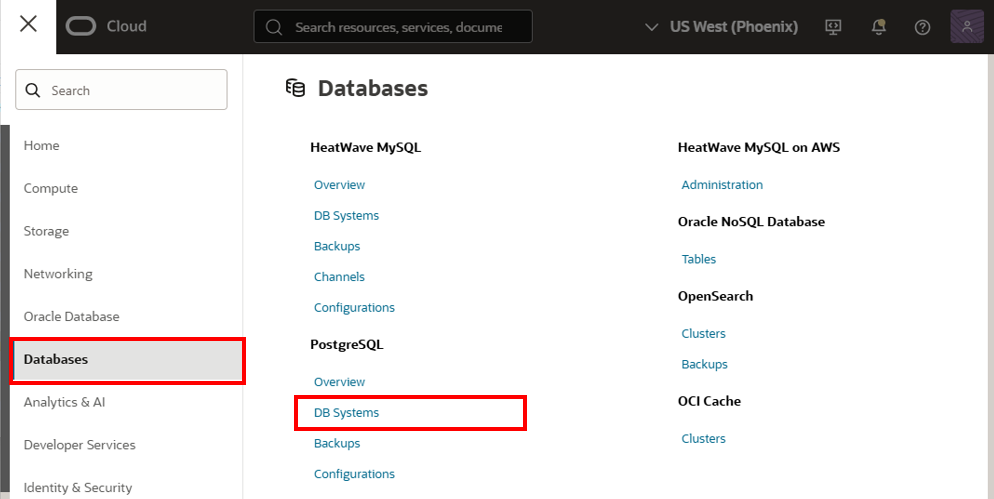 Cloud
Search resources, services, docume
US West (Phoenix)
Search
Home
Compute
Storage
Networking
Oracle Database
Databases
Analytics & AI
Developer Services
Identity & Security
Databases
HeatWave MySQL
Overview
DB Systems
Backups
Channels
Configurations
PostgreSQL
Overview
DB Systems
Backups
Configurations
HeatWave MySQL on AWS
Administration
Oracle NoSQL Database
Tables
OpenSearch
Clusters
Backups
OCI Cache
Clusters